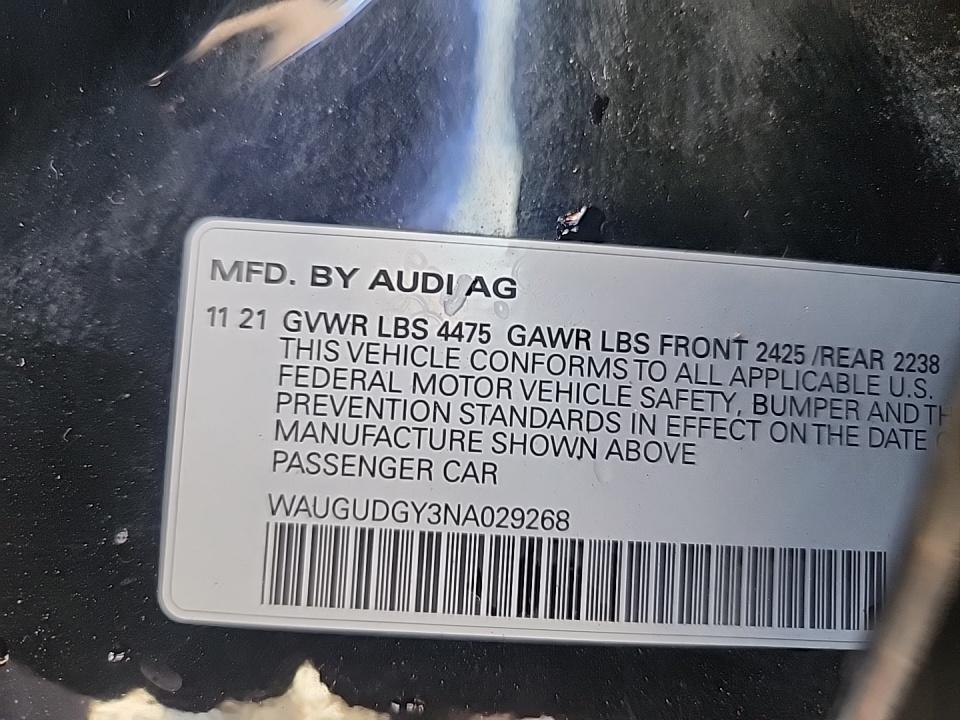 MFD. BY AUDI AG
11 21 GVWR LBS 4475 GAWR LBS FRONT 2425 /REAR 2238
THIS VEHICLE CONFORMS TO ALL APPLICABLE U.S.
FEDERAL MOTOR VEHICLE SAFETY, BUMPER AND TH
PREVENTION STANDARDS IN EFFECT ON THE DATE
MANUFACTURE SHOWN ABOVE
PASSENGER CAR
WAUGUDGY3NA029268